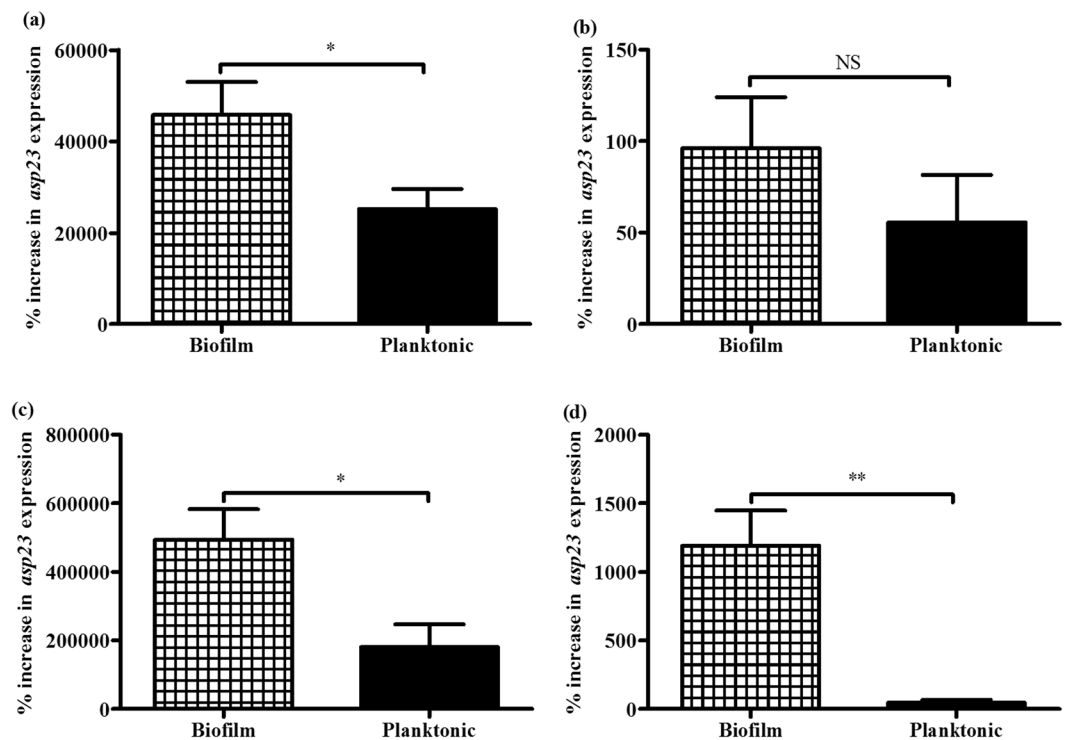 (a)
% increase in asp23 expression
60000
40000
20000
0
*
Biofilm
Planktonic
(b)
% increase in asp23 expression
150
100
50
0
NS
Biofilm
Planktonic
(c)
% increase in asp23 expression
800000
600000
400000
200000
0
*
Biofilm
Planktonic
(d)
% increase in asp23 expression
2000
1500
1000
500
0
**
Biofilm
Planktonic